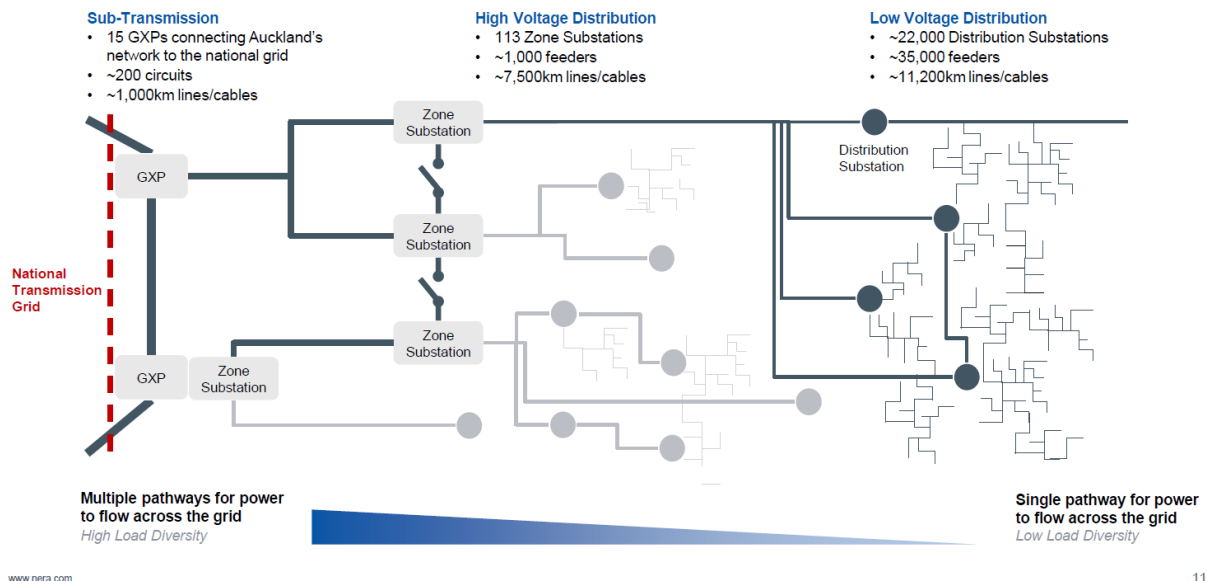 Sub-Transmission
• 15 GXPs connecting Auckland's
network to the national grid
• ~200 circuits
• ~1,000km lines/cables
High Voltage Distribution
• 113 Zone Substations
• ~1,000 feeders
• ~7,500km lines/cables
Low Voltage Distribution
• ~22,000 Distribution Substations
• ~35,000 feeders
• ~11,200km lines/cables
Zone
Substation
Distribution
Substation
GXP
Zone
Substation
National
Transmission
Grid
Zone
Substation
GXP
Zone
Substation
Multiple pathways for power
to flow across the grid
High Load Diversity
Single pathway for power
to flow across the grid
Low Load Diversity
www.nera.com
11